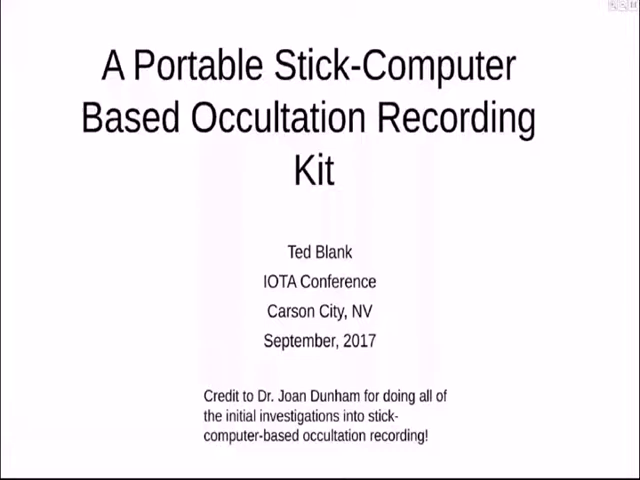 A Portable Stick-Computer
Based Occultation Recording
Kit
Ted Blank
IOTA Conference
Carson City, NV
September, 2017
Credit to Dr. Joan Dunham for doing all of
the initial investigations into stick-
computer-based occultation recording!